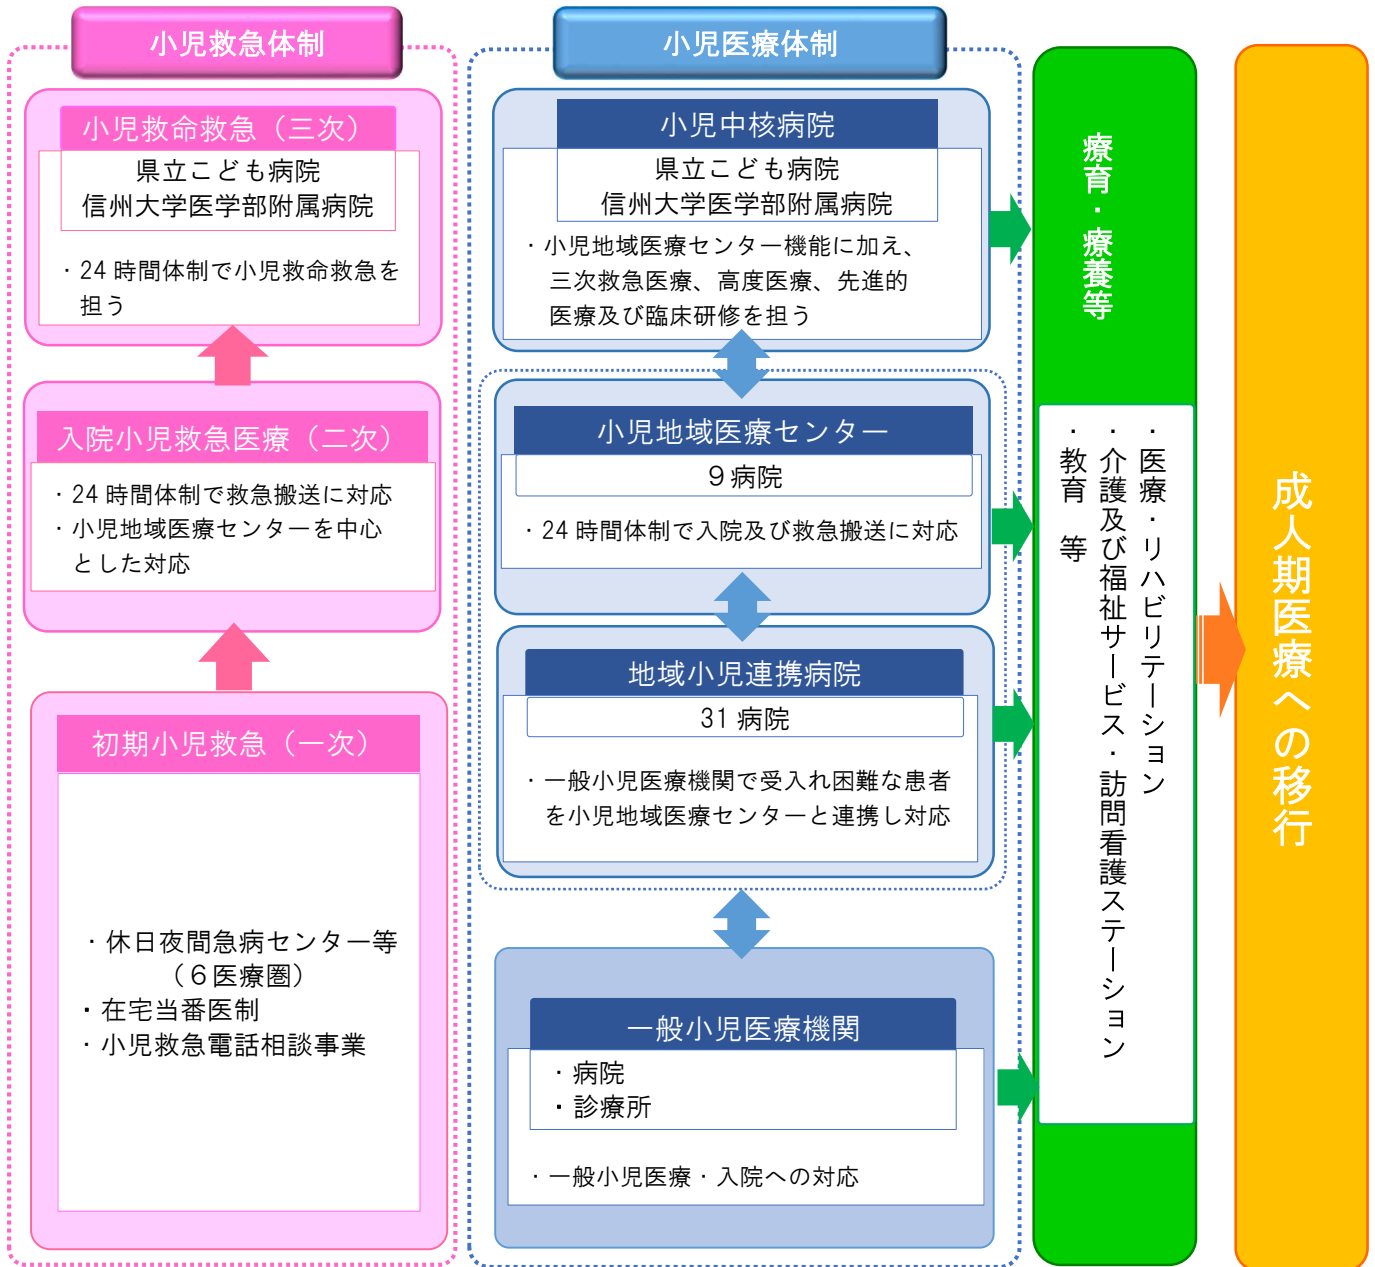 小児救急体制
小児救命救急（三次）
県立こども病院
信州大学医学部附属病院
・24時間体制で小児救命救急を
担う
入院小児救急医療（二次）
・24時間体制で救急搬送に対応
・小児地域医療センターを中心
とした対応
初期小児救急（一次）
・休日夜間急病センター等
（６医療圏）
・在宅当番医制
・小児救急電話相談事業
小児医療体制
小児中核病院
県立こども病院
信州大学医学部附属病院
・小児地域医療センター機能に加え、
三次救急医療、高度医療、先進的
医療及び臨床研修を担う
小児地域医療センター
９病院
・24時間体制で入院及び救急搬送に対応
地域小児連携病院
31病院
・一般小児医療機関で受入れ困難な患者
を小児地域医療センターと連携し対応
一般小児医療機関
・病院
・診療所
・一般小児医療・入院への対応
療育・療養等
・医療・リハビリテーション
・介護及び福祉サービス・訪問看護ステーション
・教育　等
成人期医療への移行